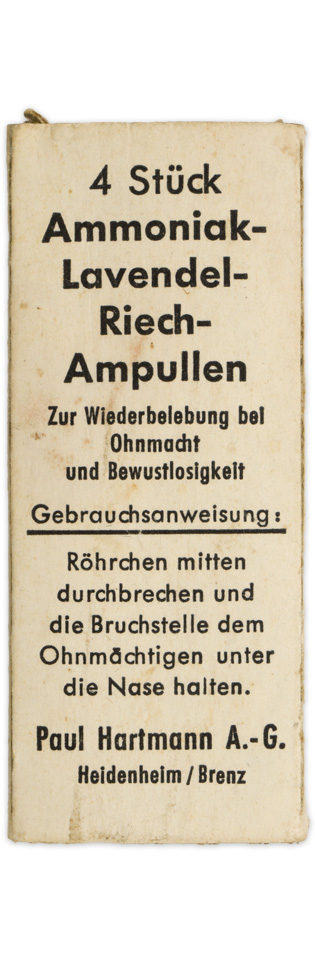 4 Stück
Ammoniak-
Lavendel-
Riech-
Ampullen
Zur Wiederbelebung bei
Ohnmacht
und Bewustlosigkeit
Gebrauchsanweisung:
Röhrchen mitten
durchbrechen und
die Bruchstelle dem
Ohnmächtigen unter
die Nase halten.
Paul Hartmann A.-G.
Heidenheim/Brenz